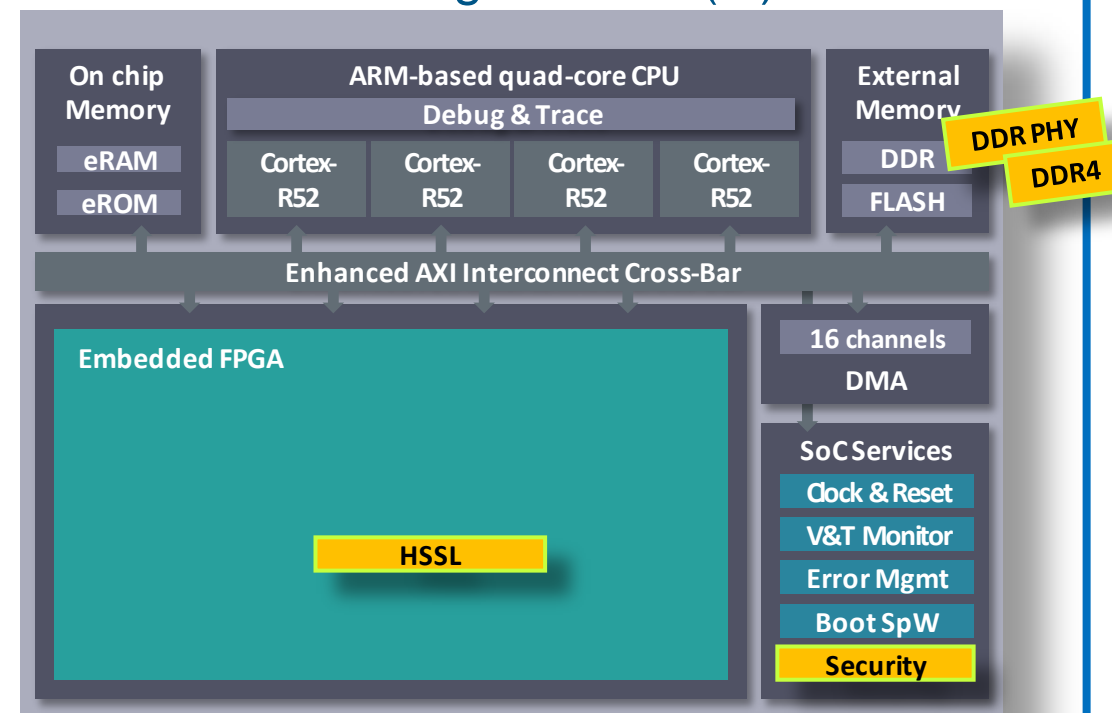 On chip
Memory
eRAM
eROM
ARM-based quad-core CPU
Debug & Trace
Cortex-
R52
Cortex-
R52
Cortex-
R52
Cortex-
R52
External
Memory
DDR
FLASH
DDR PHY
DDR4
Enhanced AXI Interconnect Cross-Bar
Embedded FPGA
HSSL
16 channels
DMA
SoC Services
Clock & Reset
V&T Monitor
Error Mgmt
Boot SpW
Security